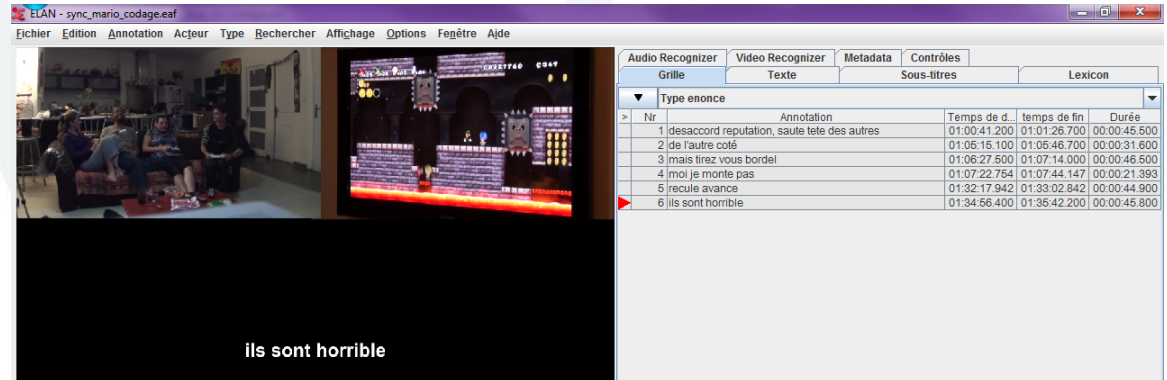 ELAN - sync_mario_codage.eaf
Fichier Edition Annotation Acteur Type Rechercher Affichage Options Fenêtre Aide
Audio Recognizer Video Recognizer Metadata Contrôles
Grille Texte Sous-titres Lexicon
Type enonce
> Nr Annotation Temps de d... temps de fin Durée
1 desaccord reputation, saute tete des autres 01:00:41.200 01:01:26.700 00:00:45.500
2 de l'autre coté 01:05:15.100 01:05:46.700 00:00:31.600
3 mais tirez vous bordel 01:06:27.500 01:07:14.000 00:00:46.500
4 moi je monte pas 01:07:22.754 01:07:44.147 00:00:21.393
5 recule avance 01:32:17.942 01:33:02.842 00:00:44.900
6 ils sont horrible 01:34:56.400 01:35:42.200 00:00:45.800
ils sont horrible